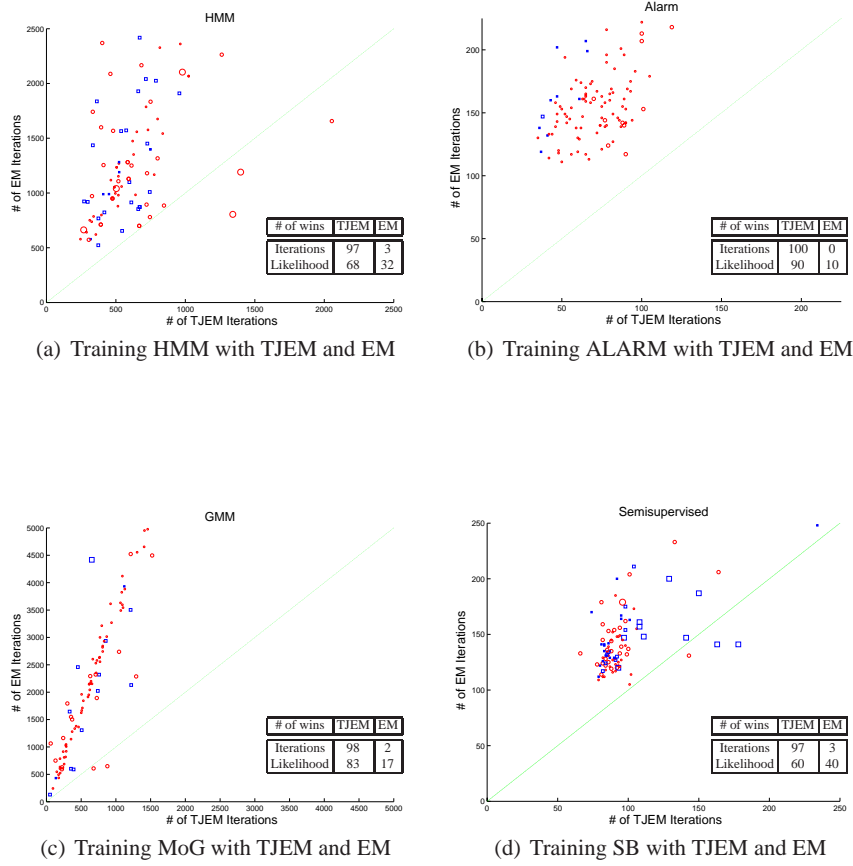 HMM
2500
2000
1500
1000
500
0
# of EM Iterations
0 500 1000 1500 2000 2500
# of TJEM Iterations
# of wins TJEM EM
Iterations 97 3
Likelihood 68 32
(a) Training HMM with TJEM and EM
Alarm
200
150
100
50
0
# of EM Iterations
0 50 100 150 200
# of TJEM Iterations
# of wins TJEM EM
Iterations 100 0
Likelihood 90 10
(b) Training ALARM with TJEM and EM
GMM
5000
4500
4000
3500
3000
2500
2000
1500
1000
500
0
# of EM Iterations
0 500 1000 1500 2000 2500 3000 3500 4000 4500 5000
# of TJEM Iterations
# of wins TJEM EM
Iterations 98 2
Likelihood 83 17
(c) Training MoG with TJEM and EM
Semisupervised
250
200
150
100
50
0
# of EM Iterations
0 50 100 150 200 250
# of TJEM Iterations
# of wins TJEM EM
Iterations 97 3
Likelihood 60 40
(d) Training SB with TJEM and EM